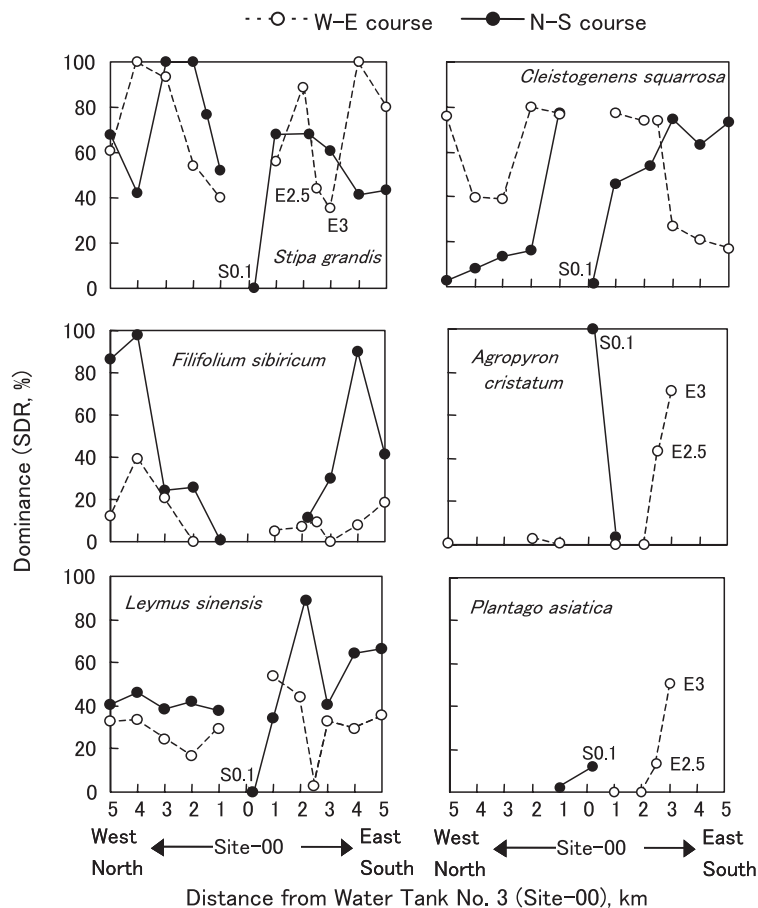 W-E course N-S course
100
80
60
40
20
0
E2.5
E3
S0.1
Stipa grandis
Cleistogenens squarrosa
S0.1
100
80
60
40
20
0
Filifolium sibiricum
Agropyron
cristatum
S0.1
E3
E2.5
100
80
60
40
20
0
Leymus sinensis
S0.1
Plantago asiatica
S0.1
E3
E2.5
Dominance (SDR, %)
5 4 3 2 1 0 1 2 3 4 5
5 4 3 2 1 0 1 2 3 4 5
West East
Site-00
North South
West East
Site-00
North South
Distance from Water Tank No. 3 (Site-00), km